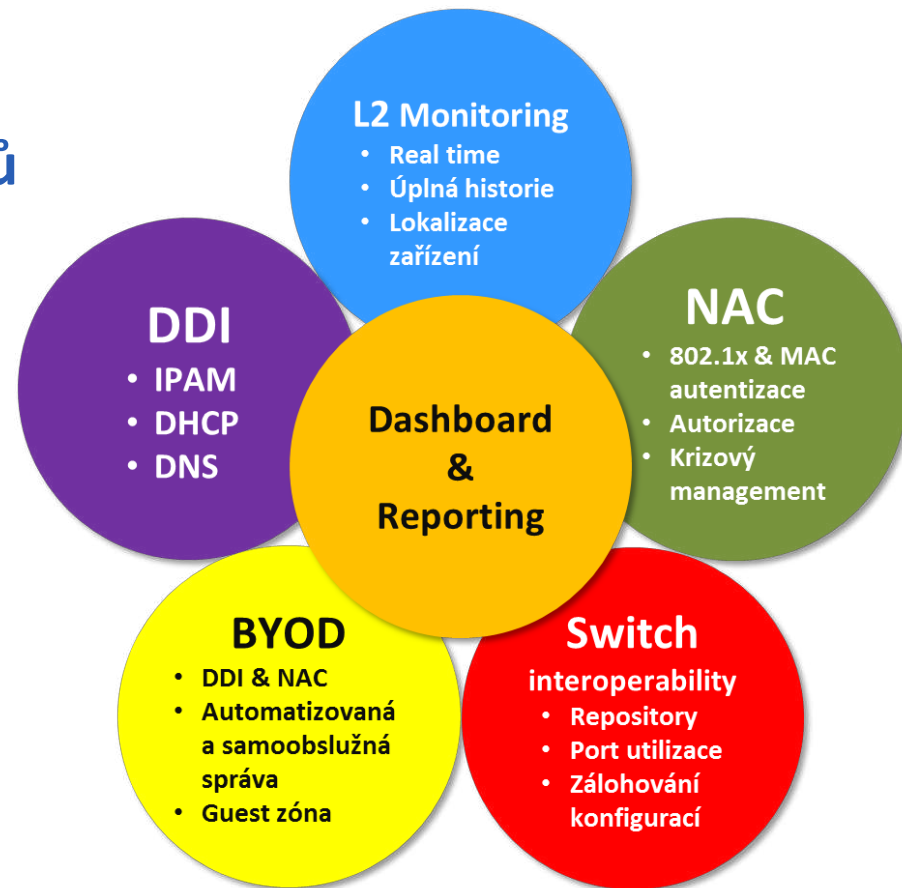 ů
L2 Monitoring
• Real time
• Úplná historie
• Lokalizace
zařízení
DDI
• IPAM
• DHCP
• DNS
NAC
• 802.1x & MAC
autentizace
• Autorizace
• Krizový
management
Dashboard
&
Reporting
BYOD
• DDI & NAC
• Automatizovaná
a samoobslužná
správa
• Guest zóna
Switch
interoperability
• Repository
• Port utilizace
• Zálohování
konfigurací